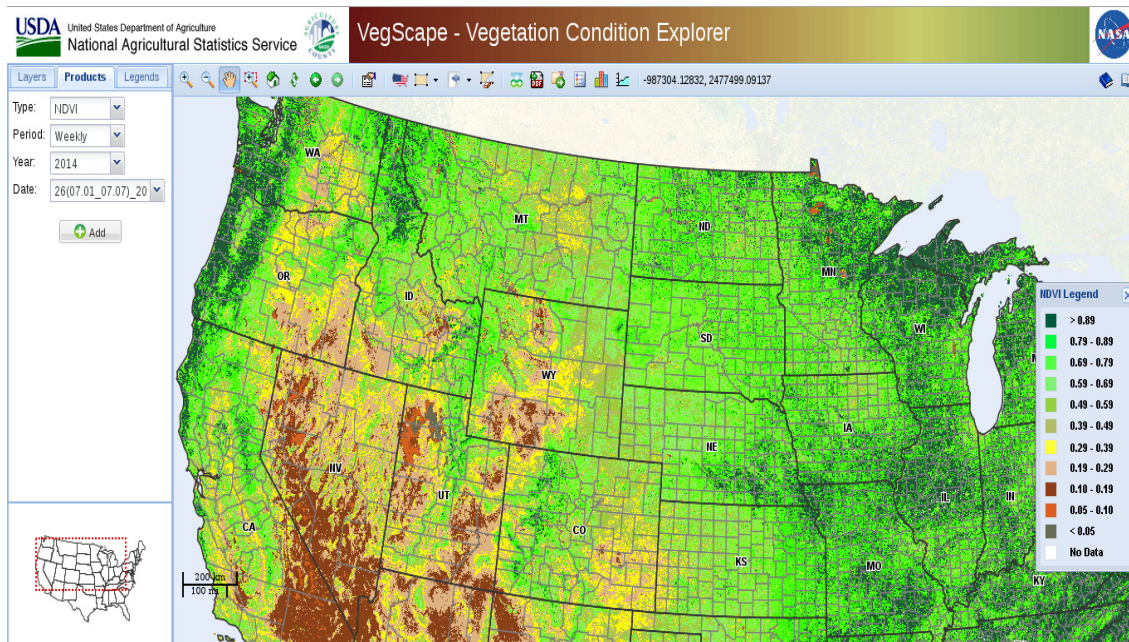 USDA United States Department of Agriculture
National Agricultural Statistics Service
VegScape - Vegetation Condition Explorer
NASA
Layers Products Legends
-987304.12832, 2477499.09137
Type: NDVI
Period: Weekly
Year: 2014
Date: 26(07.01_07.07)_20
Add
WA
MT
ND
MN
OR
ID
WI
SD
WY
IA
NE
NV
UT
IL
IN
CA
CO
KS
MO
KY
NDVI Legend
> 0.89
0.79 - 0.89
0.69 - 0.79
0.59 - 0.69
0.49 - 0.59
0.39 - 0.49
0.29 - 0.39
0.19 - 0.29
0.10 - 0.19
0.05 - 0.10
< 0.05
No Data
200 km
100 mi